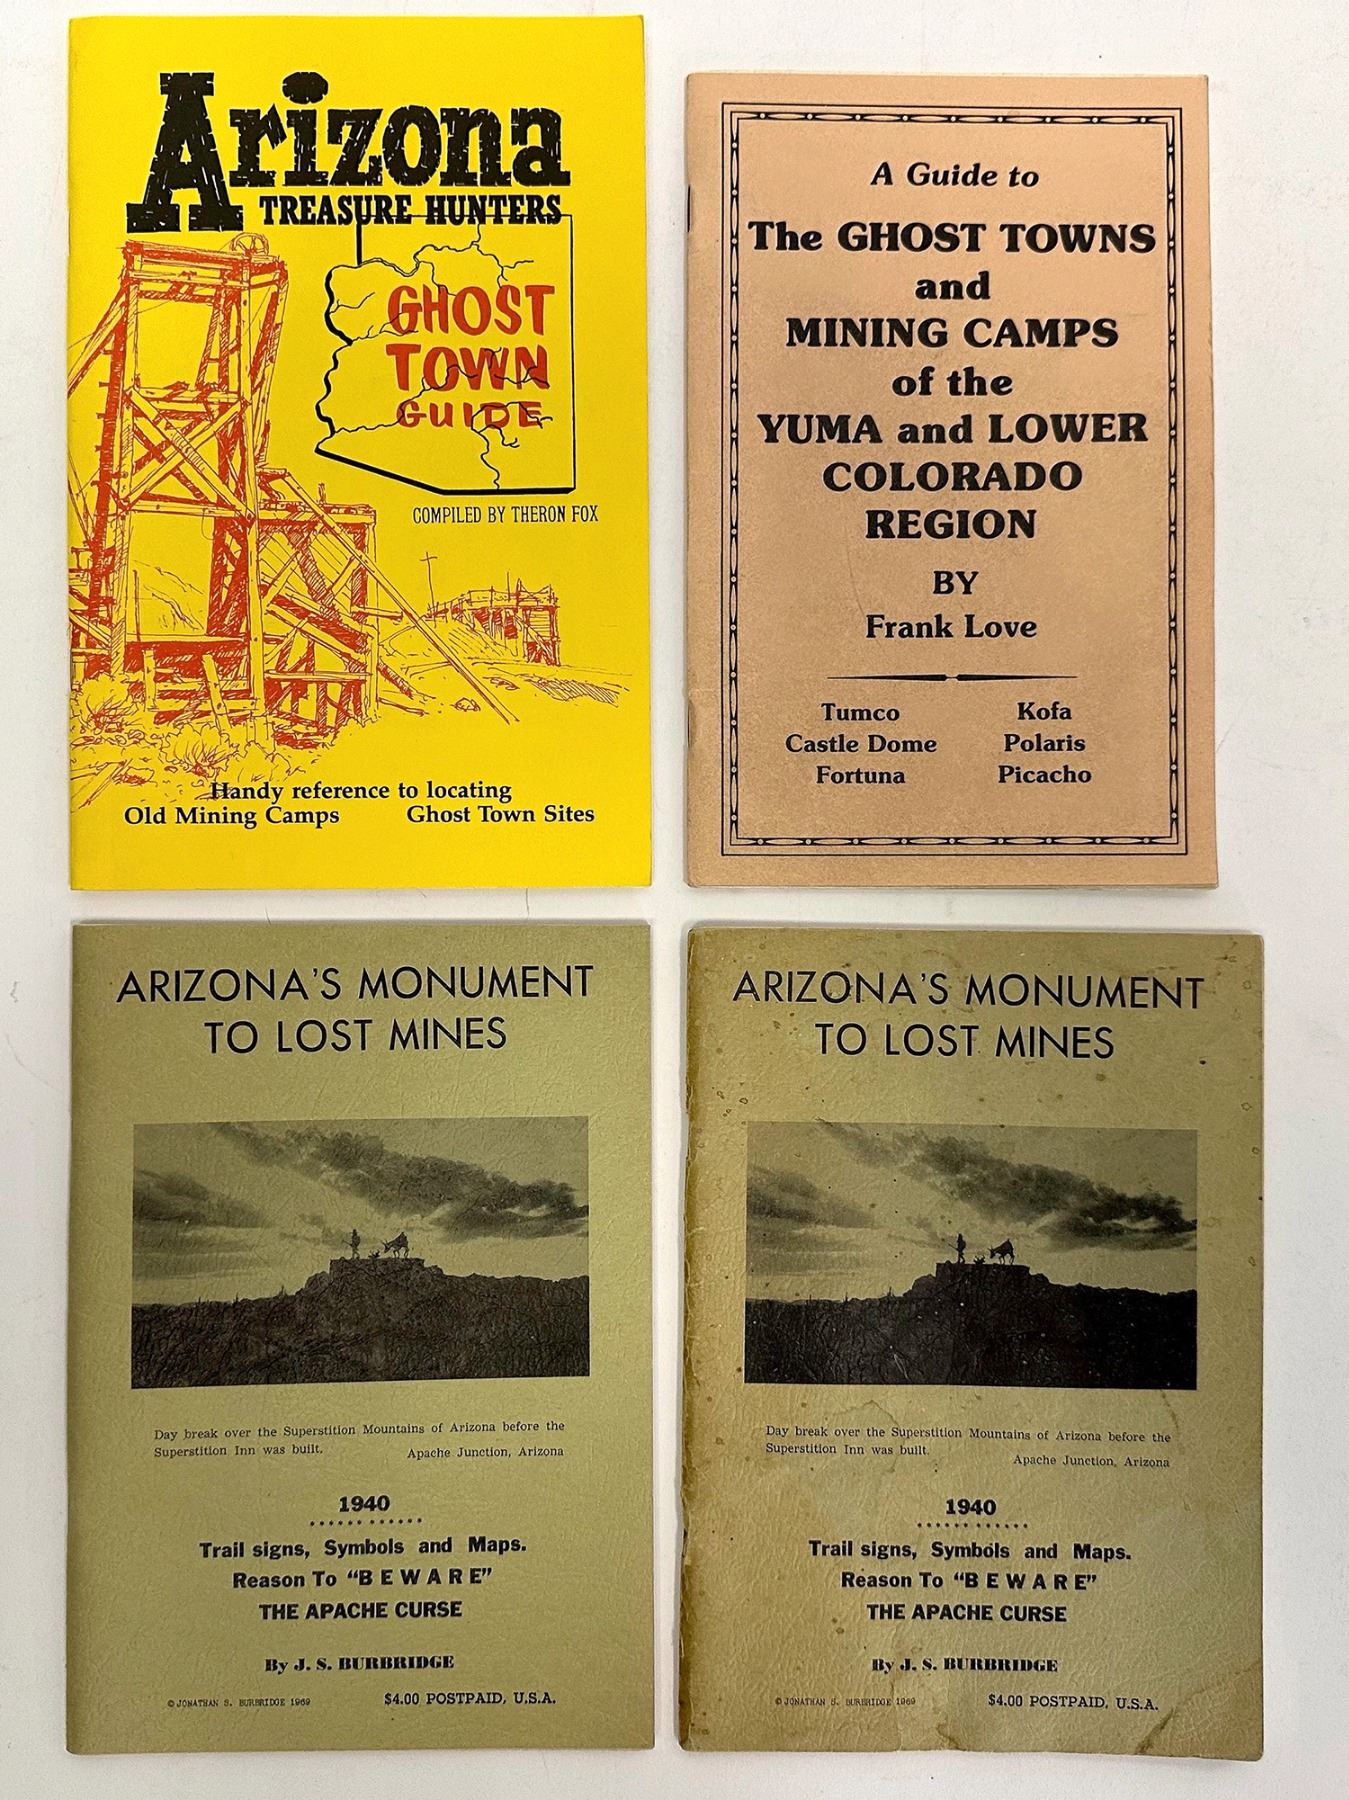 Arizona
TREASURE HUNTERS
GHOST
TOWN
GUIDE
COMPILED BY THERON FOX
Handy reference to locating
Old Mining Camps Ghost Town Sites
A Guide to
The GHOST TOWNS
and
MINING CAMPS
of the
YUMA and LOWER
COLORADO
REGION
BY
Frank Love
Tumco Kofa
Castle Dome Polaris
Fortuna Picacho
ARIZONA'S MONUMENT
TO LOST MINES
Day break over the Superstition Mountains of Arizona before the
Superstition Inn was built. Apache Junction, Arizona
1940
Trail signs, Symbols and Maps.
Reason To "B E W A R E"
THE APACHE CURSE
By J. S. BURBRIDGE
© JONATHAN S. BURBRIDGE 1969 $4.00 POSTPAID, U.S.A.
ARIZONA'S MONUMENT
TO LOST MINES
Day break over the Superstition Mountains of Arizona before the
Superstition Inn was built.
Apache Junction, Arizona
1940
Trail signs, Symbols and Maps.
Reason To "B E W A R E"
THE APACHE CURSE
By J. S. BURBRIDGE
© JONATHAN S. BURBRIDGE 1969 $4.00 POSTPAID, U.S.A.